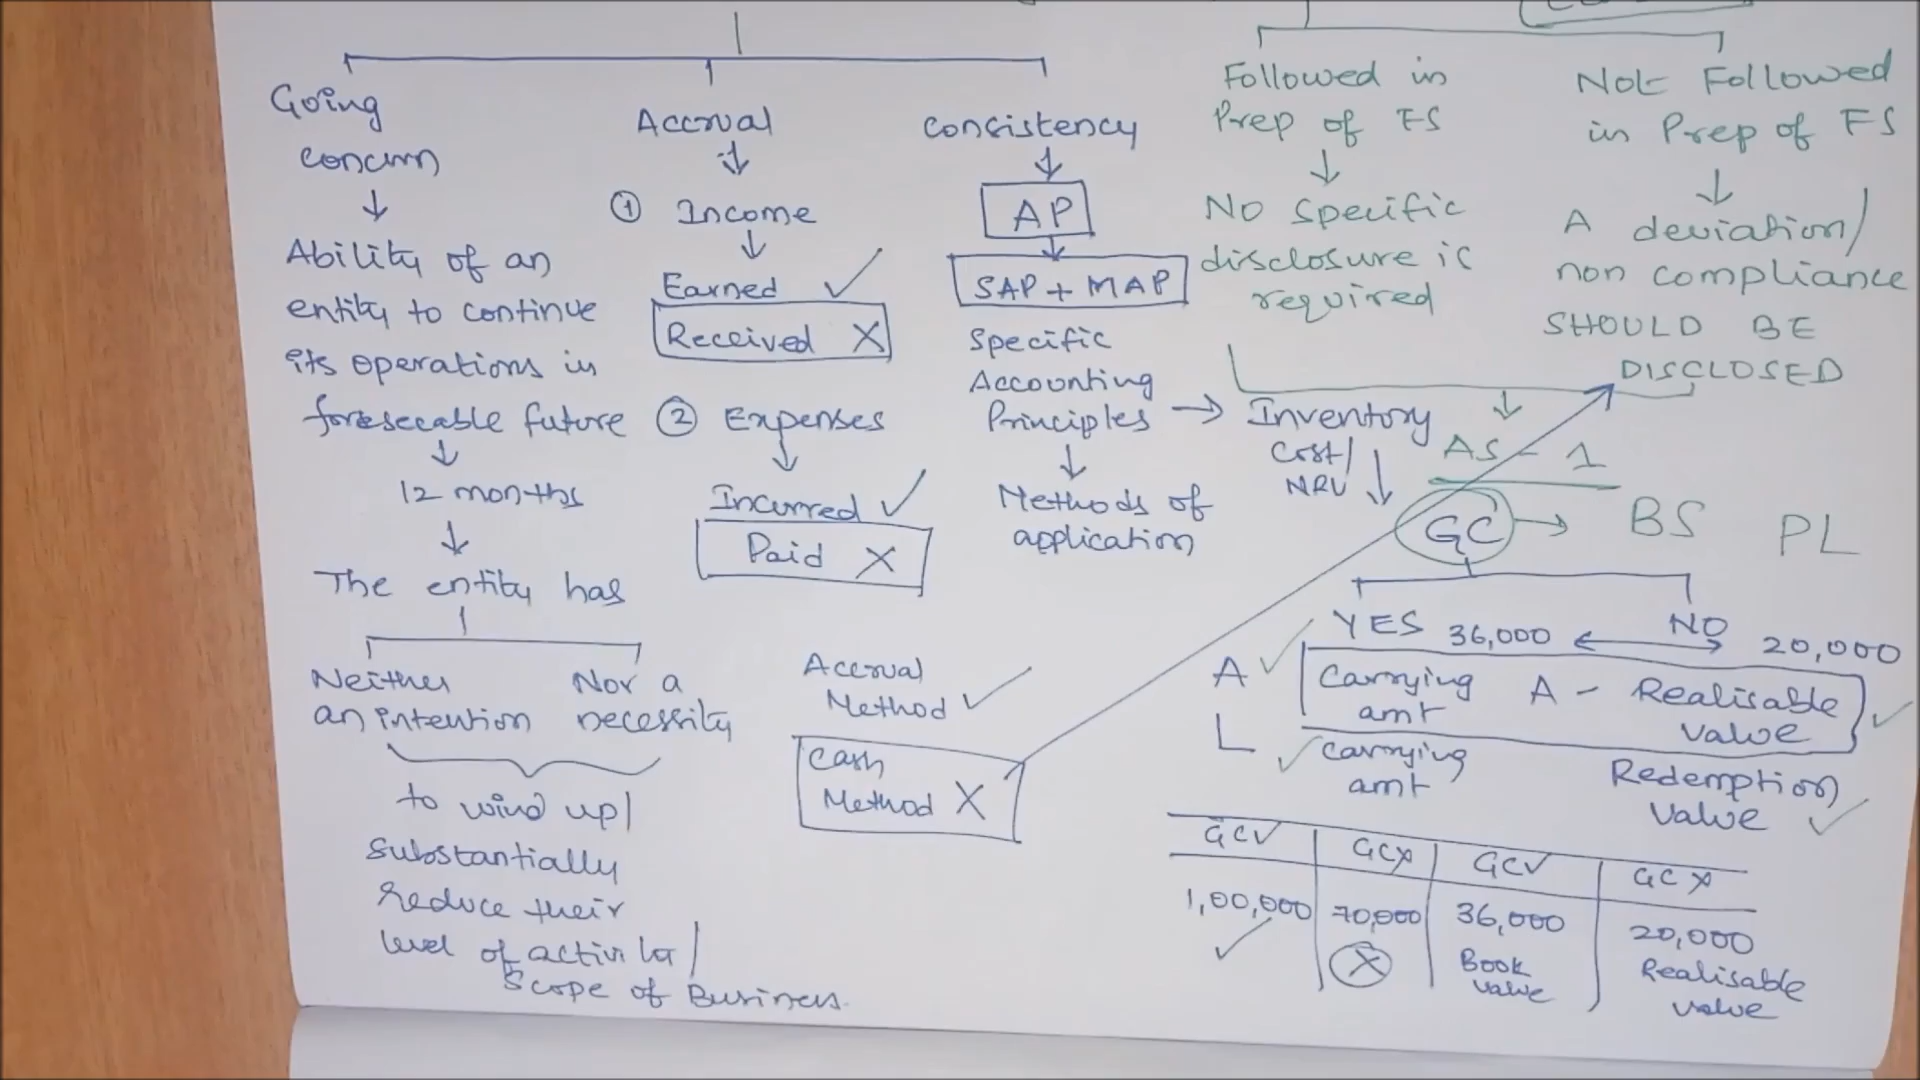 Going
concern
Ability of an
entity to continue
its operations in
foreseeable future
12 months
The entity has
Neither
an intention
Nor a
necessity
to wind up/
Substantially
reduce their
level of activity/
Scope of Business.
Accrual
① Income
Earned ✓
Received X
② Expenses
Incurred ✓
Paid X
Accrual
Method ✓
Cash
Method X
Consistency
AP
SAP + MAP
Specific
Accounting
Principles →
Methods of
application
Inventory
Cost/
NRV
Followed in
Prep of FS
No specific
disclosure is
required
Not Followed
in Prep of FS
A deviation/
non compliance
SHOULD BE
DISCLOSED
AS - 1
GC → BS PL
YES 36,000 NO 20,000
A ✓ Carrying
amt
A - Realisable
Value ✓
L ✓ Carrying
amt
Redemption
Value ✓
GC✓ GCX GC✓ GCX
1,00,000 70,000 36,000 20,000
✓ X Book
Value
Realisable
Value